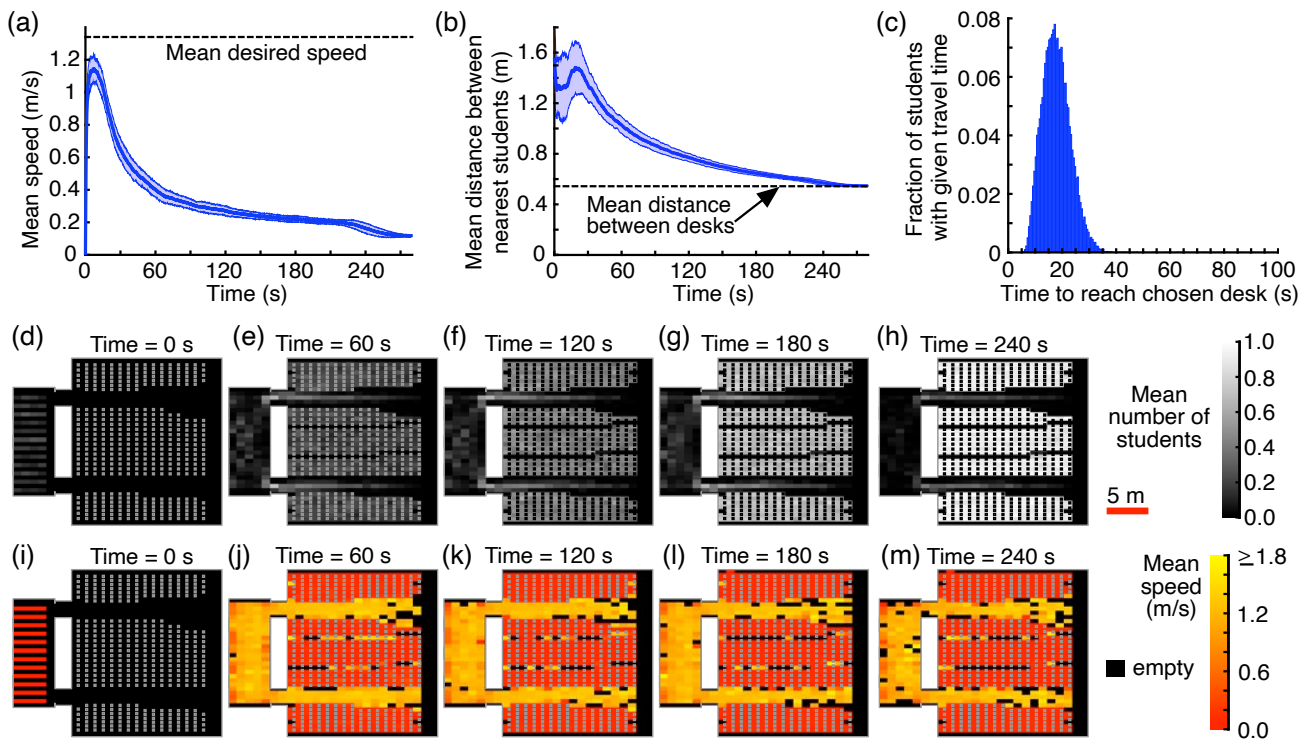 (a)
Mean desired speed
1.2
1
0.8
0.6
0.4
0.2
0
Mean speed (m/s)
0 60 120 180 240
Time (s)
(b)
1.6
1.2
0.8
0.4
0
Mean distance between
nearest students (m)
Mean distance
between desks
0 60 120 180 240
Time (s)
(c)
0.08
0.06
0.04
0.02
0
Fraction of students
with given travel time
0 20 40 60 80 100
Time to reach chosen desk (s)
(d) Time = 0 s
(e) Time = 60 s
(f) Time = 120 s
(g) Time = 180 s
(h) Time = 240 s
Mean
number of
students
5 m
1.0
0.8
0.6
0.4
0.2
0.0
(i) Time = 0 s
(j) Time = 60 s
(k) Time = 120 s
(l) Time = 180 s
(m) Time = 240 s
Mean
speed
(m/s)
empty
≥1.8
1.2
0.6
0.0